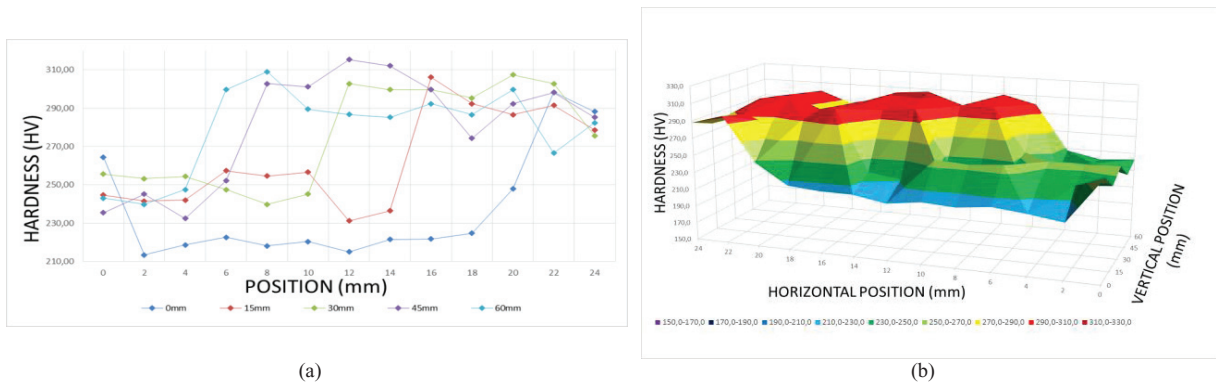 310,00
290,00
270,00
250,00
230,00
210,00
HARDNESS (HV)
0 2 4 6 8 10 12 14 16 18 20 22 24
POSITION (mm)
0mm 15mm 30mm 45mm 60mm
(a)
330,0
310,0
290,0
270,0
250,0
230,0
210,0
190,0
170,0
150,0
HARDNESS (HV)
24 22 20 18 16 14 12 10 8 6 4 2 0
HORIZONTAL POSITION (mm)
60
45
30
15
0
VERTICAL POSITION
(mm)
150,0-170,0 170,0-190,0 190,0-210,0 210,0-230,0 230,0-250,0 250,0-270,0 270,0-290,0 290,0-310,0 310,0-330,0
(b)